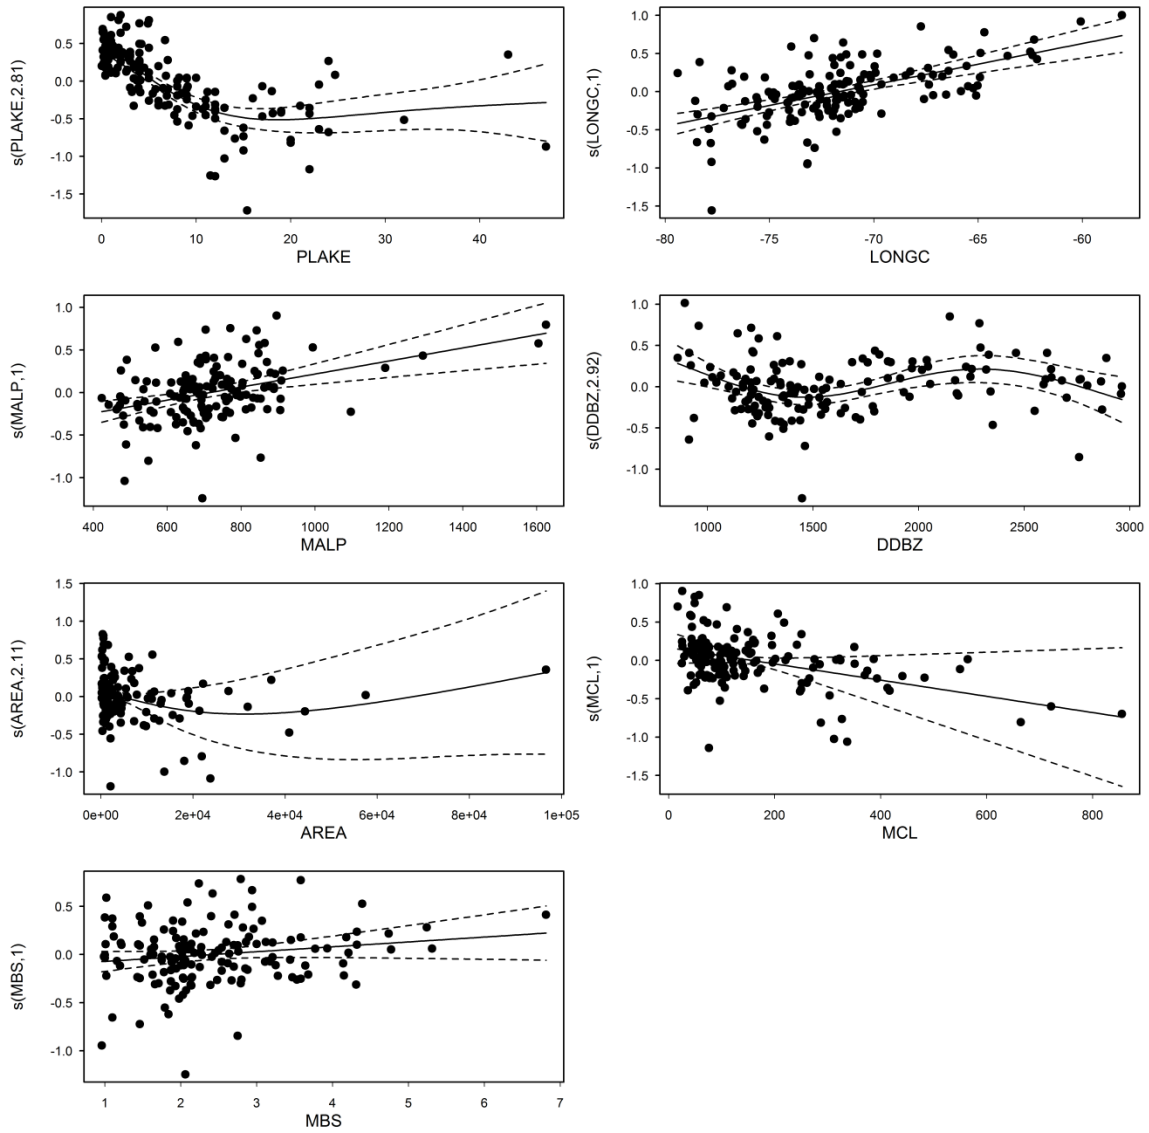 s(PLAKE,2.81)
0.5
0.0
-0.5
-1.0
-1.5
0 10 20 30 40
PLAKE
s(LONGC,1)
1.0
0.5
0.0
-0.5
-1.0
-1.5
-80 -75 -70 -65 -60
LONGC
s(MALP,1)
1.0
0.5
0.0
-0.5
-1.0
400 600 800 1000 1200 1400 1600
MALP
s(DDBZ,2.92)
1.0
0.5
0.0
-0.5
-1.0
1000 1500 2000 2500 3000
DDBZ
s(AREA,2.11)
1.5
1.0
0.5
0.0
-0.5
-1.0
0e+00 2e+04 4e+04 6e+04 8e+04 1e+05
AREA
s(MCL,1)
1.0
0.5
0.0
-0.5
-1.0
-1.5
0 200 400 600 800
MCL
s(MBS,1)
0.5
0.0
-0.5
-1.0
1 2 3 4 5 6 7
MBS